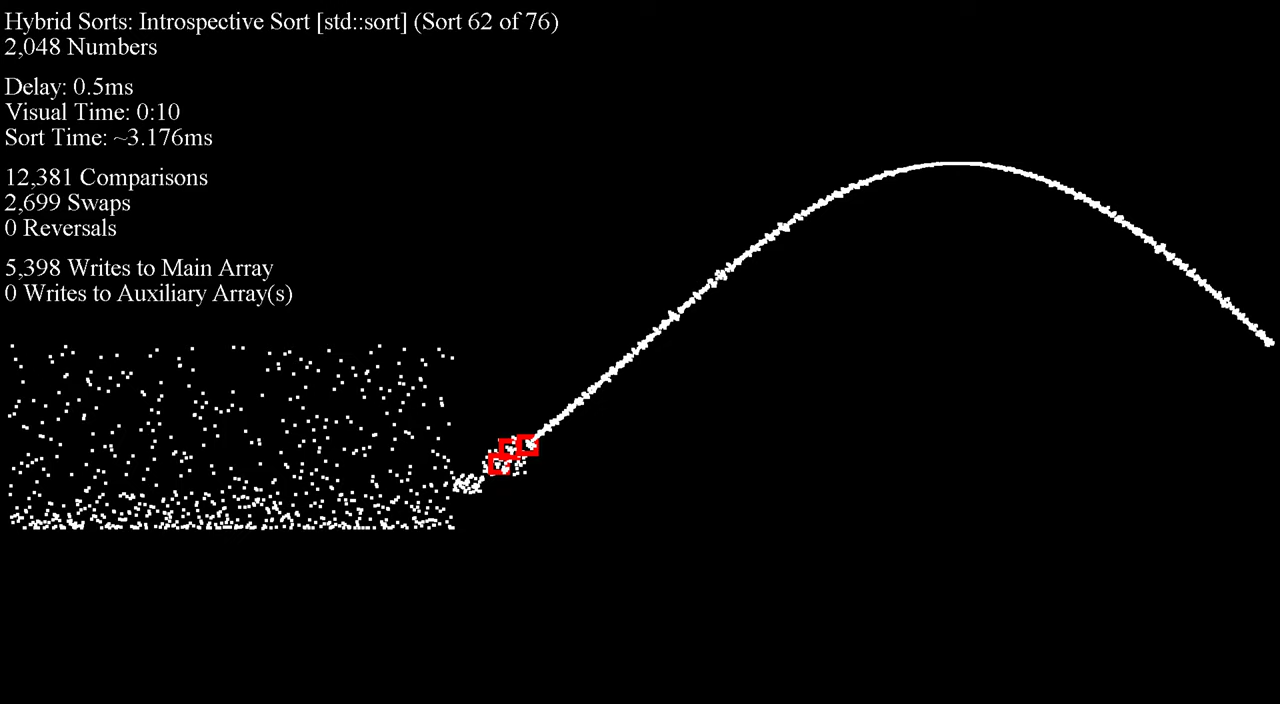 Hybrid Sorts: Introspective Sort [std::sort] (Sort 62 of 76)
2,048 Numbers
Delay: 0.5ms
Visual Time: 0:10
Sort Time: ~3.176ms
12,381 Comparisons
2,699 Swaps
0 Reversals
5,398 Writes to Main Array
0 Writes to Auxiliary Array(s)